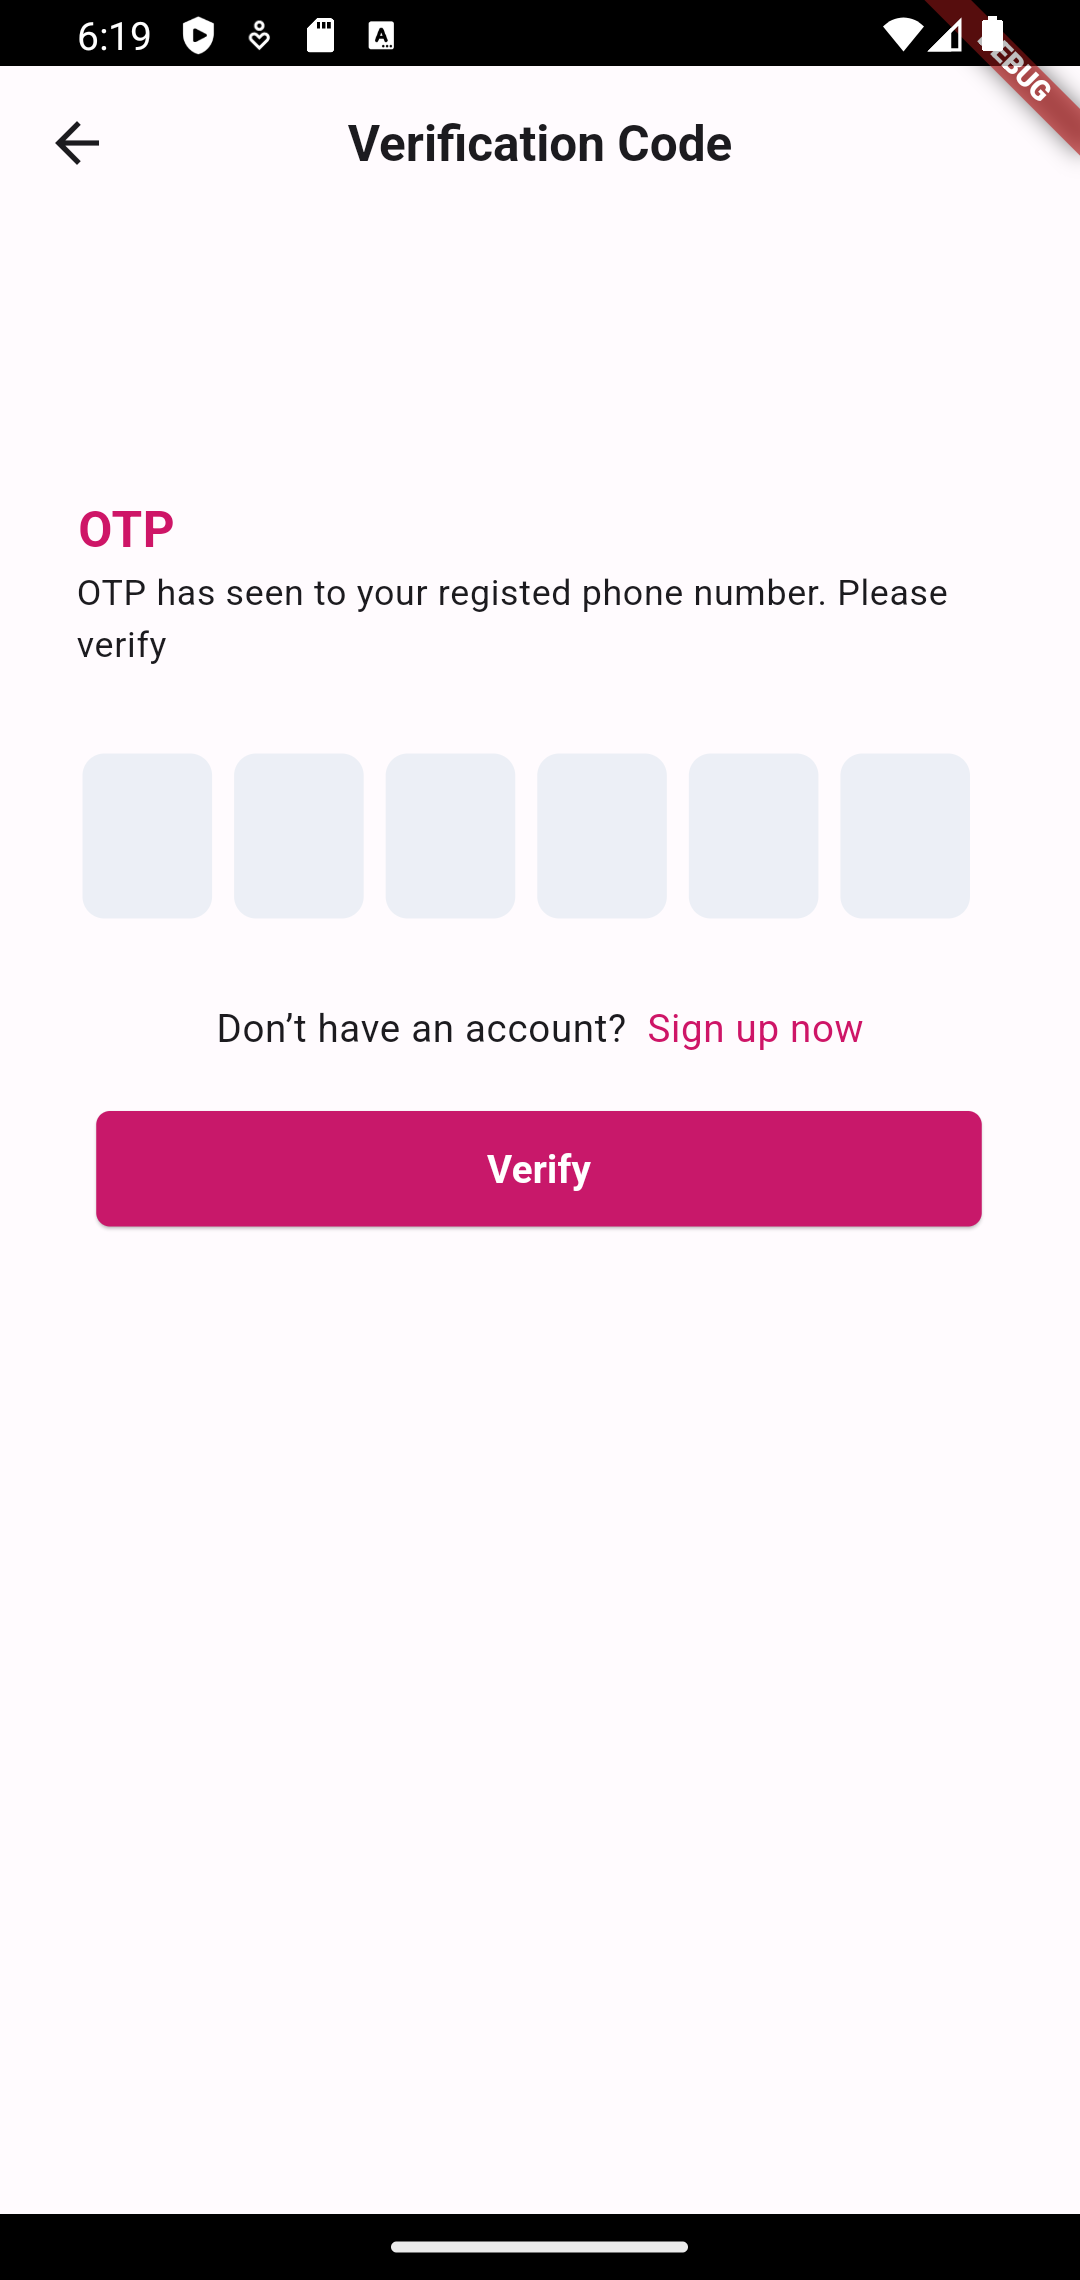 6:19
DEBUG
Verification Code
OTP
OTP has seen to your registed phone number. Please
verify
Don’t have an account? Sign up now
Verify